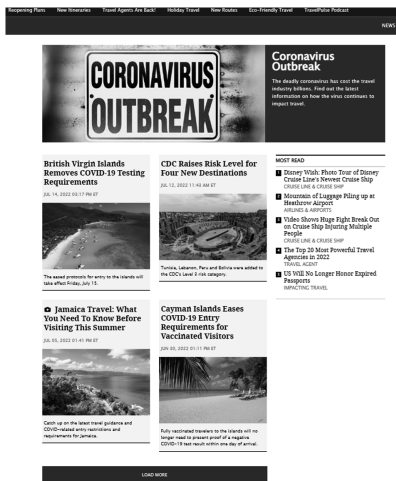 Reopening Plans New Itineraries Travel Agents Are Back! Holiday Travel New Routes Eco-Friendly Travel TravelPulse Podcast
NEWS
CORONAVIRUS
OUTBREAK
Coronavirus
Outbreak
The deadly coronavirus has cost the travel
industry billions. Find out the latest
information on how the virus continues to
impact travel.
British Virgin Islands
Removes COVID-19 Testing
Requirements
JUL 14, 2022 03:17 PM ET
The eased protocols for entry to the islands will
take effect Friday, July 15.
CDC Raises Risk Level for
Four New Destinations
JUL 12, 2022 11:43 AM ET
Tunisia, Lebanon, Peru and Bolivia were added to
the CDC's Level 3 risk category.
MOST READ
1 Disney Wish: Photo Tour of Disney
Cruise Line's Newest Cruise Ship
CRUISE LINE & CRUISE SHIP
2 Mountain of Luggage Piling up at
Heathrow Airport
AIRLINES & AIRPORTS
3 Video Shows Huge Fight Break Out
on Cruise Ship Injuring Multiple
People
CRUISE LINE & CRUISE SHIP
4 The Top 20 Most Powerful Travel
Agencies in 2022
TRAVEL AGENT
5 US Will No Longer Honor Expired
Passports
IMPACTING TRAVEL
Jamaica Travel: What
You Need To Know Before
Visiting This Summer
JUL 05, 2022 01:41 PM ET
Catch up on the latest travel guidance and
COVID-related entry restrictions and
requirements for Jamaica.
Cayman Islands Eases
COVID-19 Entry
Requirements for
Vaccinated Visitors
JUN 30, 2022 01:11 PM ET
Fully vaccinated travelers to the islands will no
longer need to present proof of a negative
COVID-19 test result within one day of arrival.
LOAD MORE